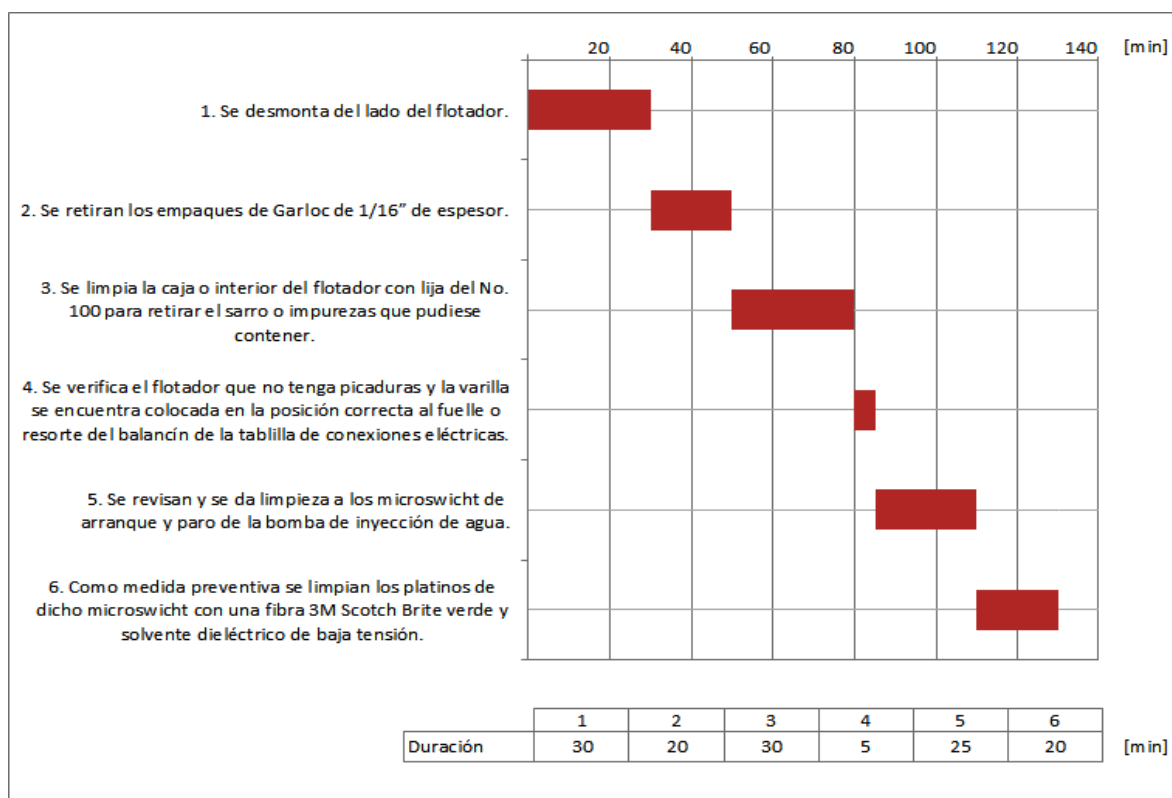 20 40 60 80 100 120 140 [min]
1. Se desmonta del lado del flotador.
2. Se retiran los empaques de Garloc de 1/16” de espesor.
3. Se limpia la caja o interior del flotador con lija del No.
100 para retirar el sarro o impurezas que pudiese
contener.
4. Se verifica el flotador que no tenga picaduras y la varilla
se encuentra colocada en la posición correcta al fuelle o
resorte del balancín de la tablilla de conexiones eléctricas.
5. Se revisan y se da limpieza a los microswicht de
arranque y paro de la bomba de inyección de agua.
6. Como medida preventiva se limpian los platinos de
dicho microswicht con una fibra 3M Scotch Brite verde y
solvente dieléctrico de baja tensión.
1 2 3 4 5 6
Duración 30 20 30 5 25 20 [min]